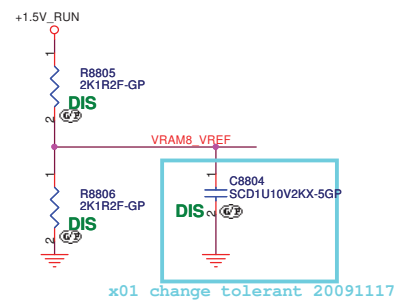 +1.5V_RUN
1
R8805
2K1R2F-GP
DIS
2
G/P
VRAM8_VREF
1
R8806
2K1R2F-GP
DIS
2
G/P
1
C8804
SCD1U10V2KX-5GP
DIS
2
G/P
x01 change tolerant 20091117